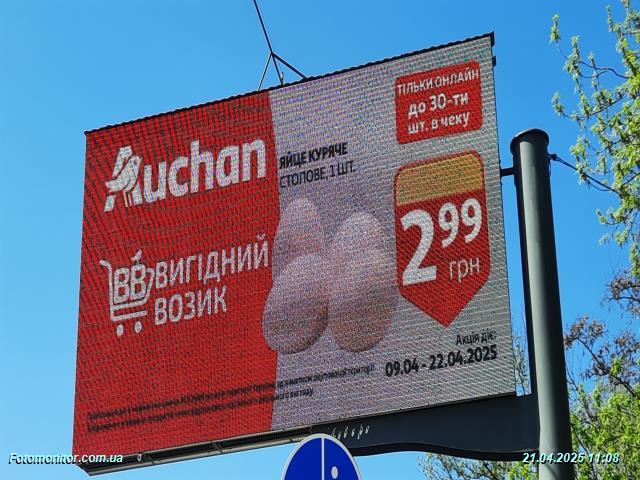 Auchan
ВИГІДНИЙ
ВОЗИК
ЯЙЦЕ КУРЯЧЕ
СТОЛОВЕ, 1 ШТ.
ТІЛЬКИ ОНЛАЙН
до 30-ти
шт. в чеку
2 99
грн
Акція діє:
09.04 - 22.04.2025
Fotomonitor.com.ua
21.04.2025 11:08